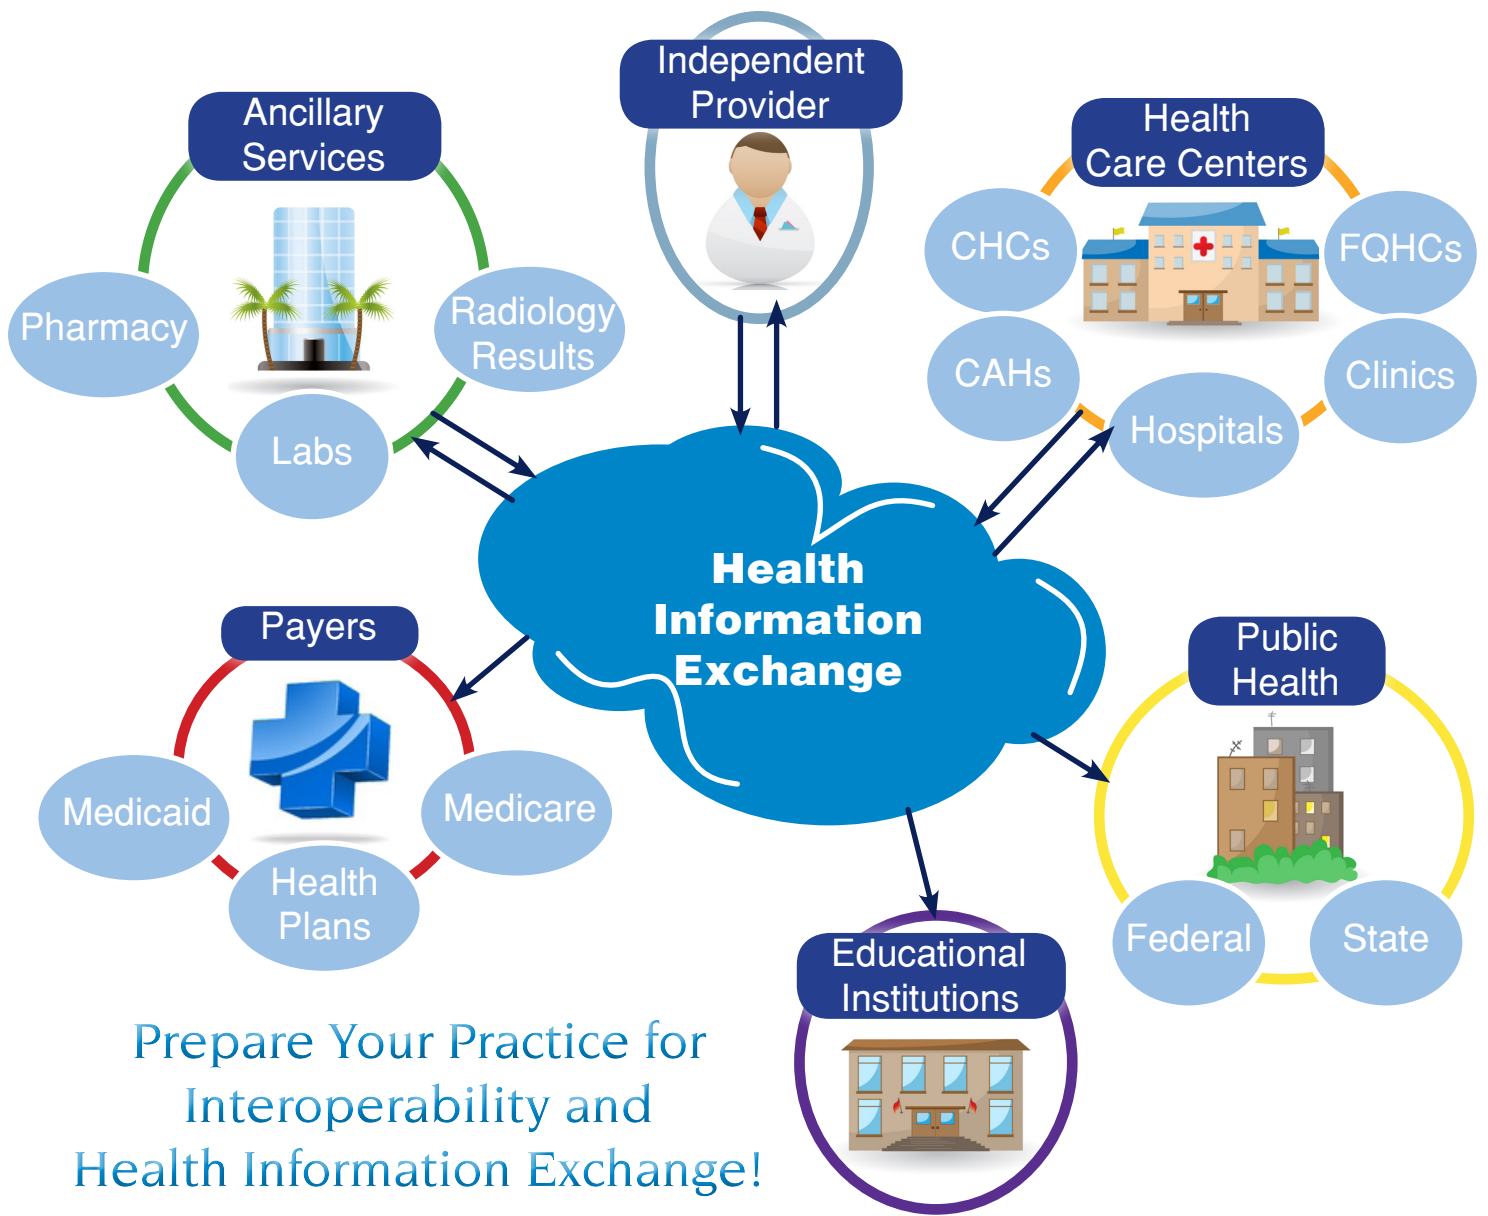 Independent
Provider
Ancillary
Services
Pharmacy
Radiology
Results
Labs
Health
Care Centers
CHCs
FQHCs
CAHs
Clinics
Hospitals
Health
Information
Exchange
Payers
Medicaid
Medicare
Health
Plans
Public
Health
Federal
State
Educational
Institutions
Prepare Your Practice for
Interoperability and
Health Information Exchange!